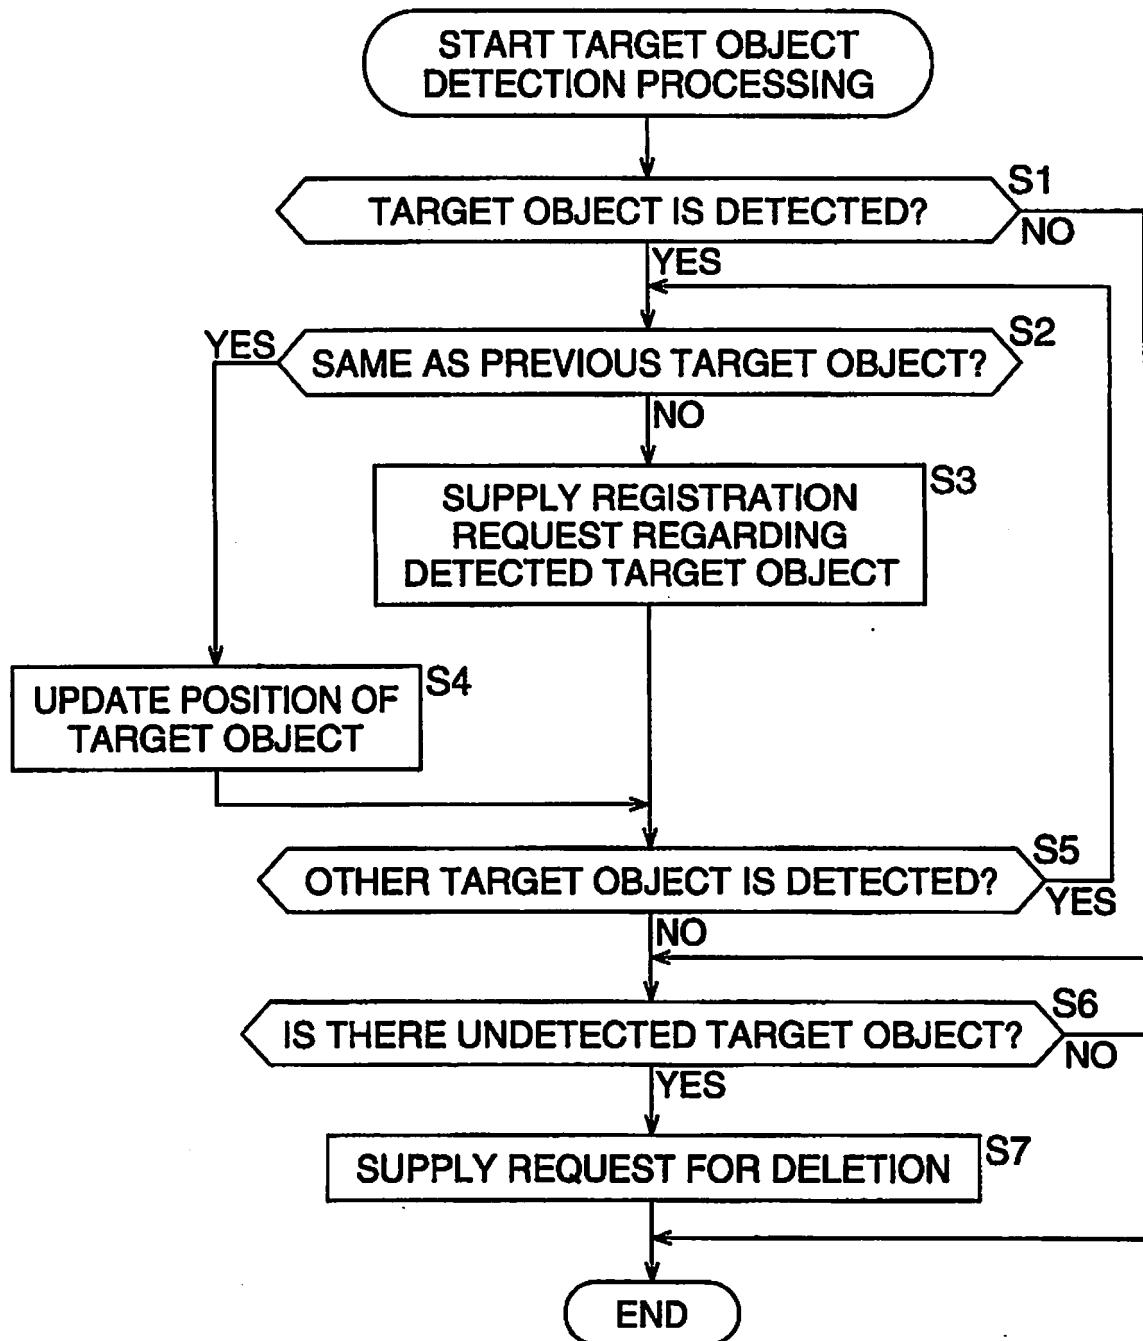 START TARGET OBJECT
DETECTION PROCESSING
S1
TARGET OBJECT IS DETECTED?
NO
YES
S2
YES
SAME AS PREVIOUS TARGET OBJECT?
NO
S3
SUPPLY REGISTRATION
REQUEST REGARDING
DETECTED TARGET OBJECT
S4
UPDATE POSITION OF
TARGET OBJECT
S5
OTHER TARGET OBJECT IS DETECTED?
YES
NO
S6
IS THERE UNDETECTED TARGET OBJECT?
NO
YES
S7
SUPPLY REQUEST FOR DELETION
END